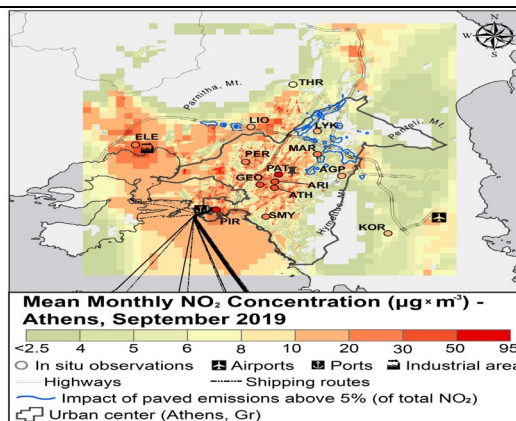 N
W E
S
Parnitha, Mt.
THR
LIO
LYK
Penteli, Mt.
ELE
MAR
PER
PAT
AGP
GEO
ARI
ATH
Hymettus, Mt.
PIR
SMY
KOR
Mean Monthly NO₂ Concentration (µg×m⁻³) -
Athens, September 2019
<2.5 4 5 6 8 10 20 30 50 95
In situ observations Airports Ports Industrial area
Highways Shipping routes
Impact of paved emissions above 5% (of total NO₂)
Urban center (Athens, Gr)